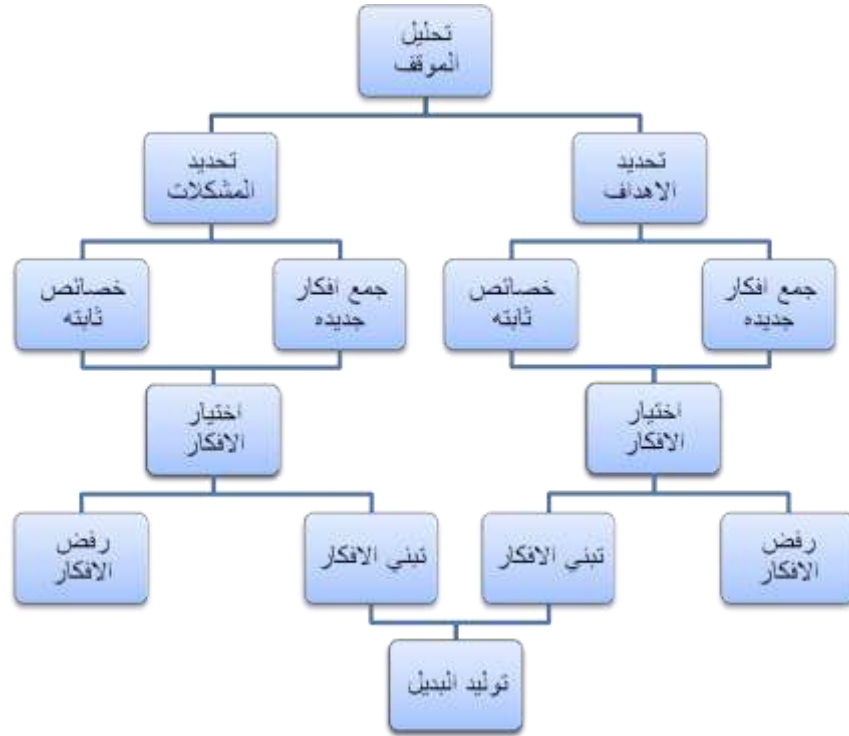 تحليل
الموقف
تحديد
الاهداف
تحديد
المشكلات
جمع افكار
جديده
خصائص
ثابته
جمع افكار
جديده
خصائص
ثابته
اختيار
الافكار
اختيار
الافكار
رفض
الافكار
تبني الافكار
تبني الافكار
رفض
الافكار
توليد البديل